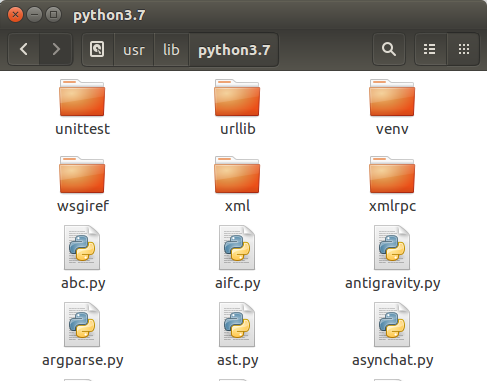 python3.7
usr lib python3.7
unittest urllib venv
wsgiref xml xmlrpc
abc.py aifc.py antigravity.py
argparse.py ast.py asynchat.py